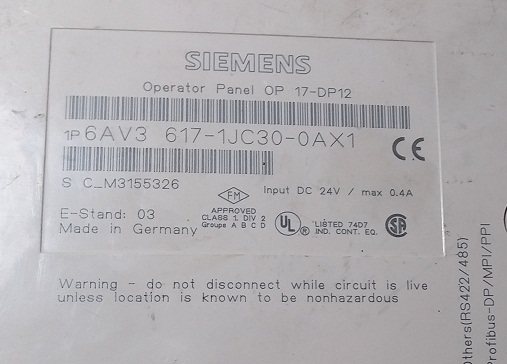 SIEMENS
Operator Panel OP 17-DP12
1P 6AV3 617-1JC30-0AX1
S C_M3155326
CE
FM
Input DC 24V / max 0.4A
E-Stand: 03
Made in Germany
APPROVED
CLASS 1, DIV 2
Groups A B C D
UL
LISTED 74D7
IND. CONT. EQ.
SA
Warning - do not disconnect while circuit is live
unless location is known to be nonhazardous
thers(RS422/485)
Profibus-DP/MPI/PPI